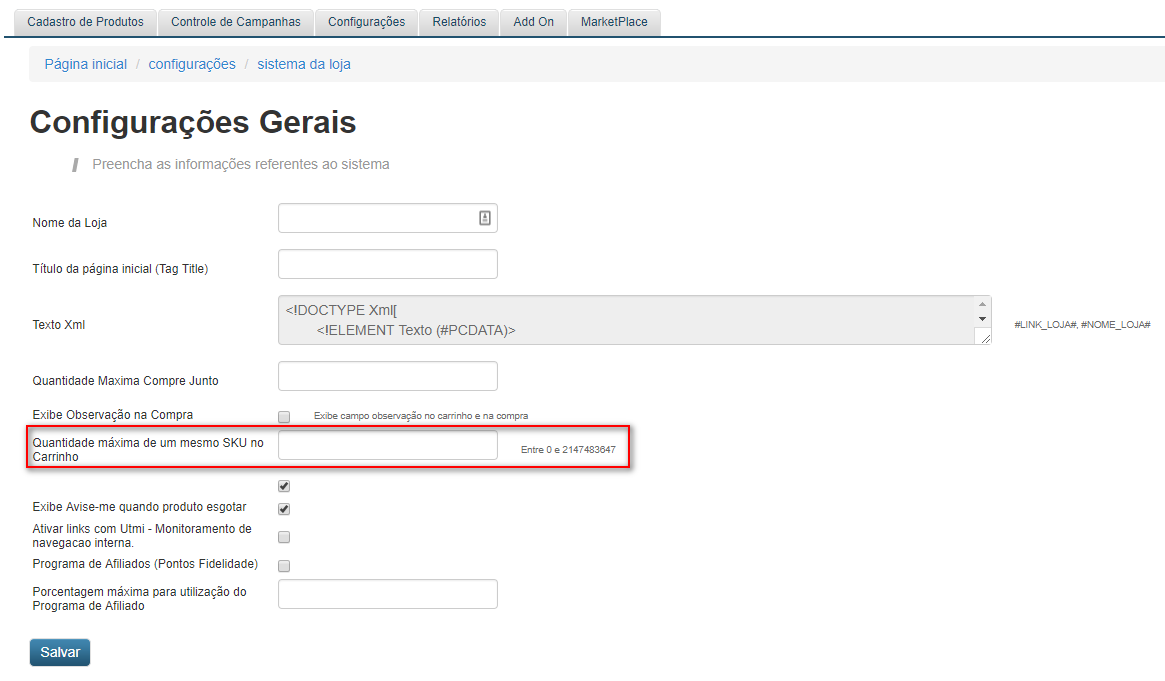 Cadastro de Produtos
Controle de Campanhas
Configurações
Relatórios
Add On
MarketPlace
Página inicial / configurações / sistema da loja
Configurações Gerais
Preencha as informações referentes ao sistema
Nome da Loja
Título da página inicial (Tag Title)
Texto Xml
<!DOCTYPE Xml[
<!ELEMENT Texto (#PCDATA)>
#LINK_LOJA#, #NOME_LOJA#
Quantidade Maxima Compre Junto
Exibe Observação na Compra
Exibe campo observação no carrinho e na compra
Quantidade máxima de um mesmo SKU no
Carrinho
Entre 0 e 2147483647
Exibe Avise-me quando produto esgotar
Ativar links com Utmi - Monitoramento de
navegacao interna.
Programa de Afiliados (Pontos Fidelidade)
Porcentagem máxima para utilização do
Programa de Afiliado
Salvar